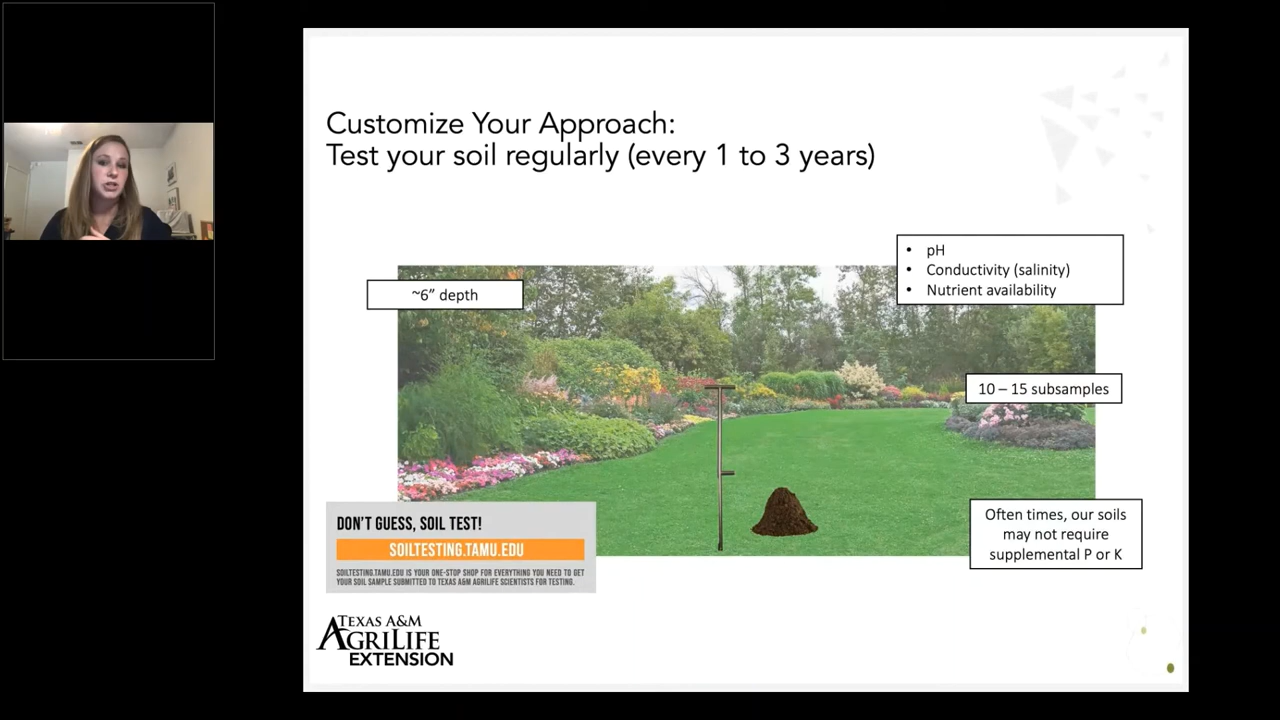 Customize Your Approach:
Test your soil regularly (every 1 to 3 years)
• pH
• Conductivity (salinity)
• Nutrient availability
~6” depth
10 – 15 subsamples
Often times, our soils
may not require
supplemental P or K
DON'T GUESS, SOIL TEST!
SOILTESTING.TAMU.EDU
SOILTESTING.TAMU.EDU IS YOUR ONE-STOP SHOP FOR EVERYTHING YOU NEED TO GET
YOUR SOIL SAMPLE SUBMITTED TO TEXAS A&M AGRILIFE SCIENTISTS FOR TESTING.
TEXAS A&M
AGRILIFE
EXTENSION